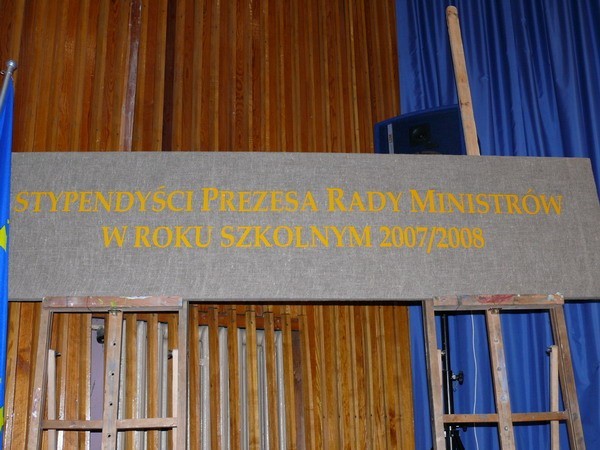 STYPENDYŚCI PREZESA RADY MINISTRÓW
W ROKU SZKOLNYM 2007/2008